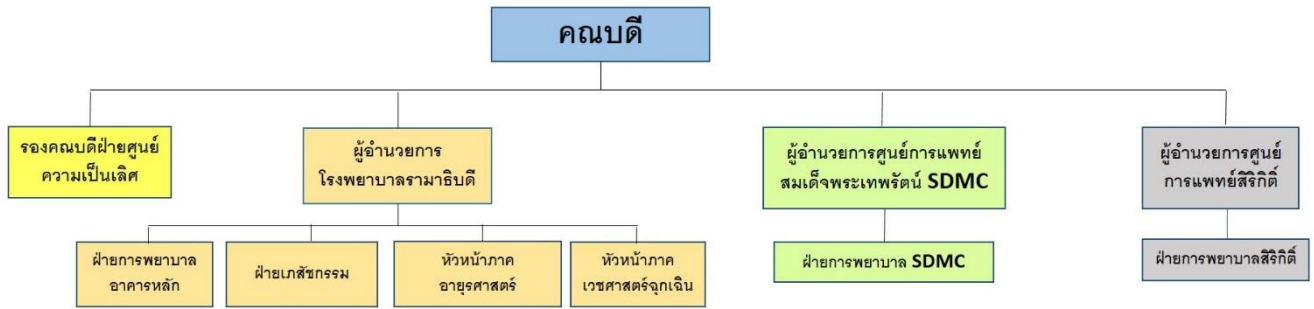 คณบดี
รองคณบดีฝ่ายศูนย์
ความเป็นเลิศ
ผู้อำนวยการ
โรงพยาบาลรามาธิบดี
ผู้อำนวยการศูนย์การแพทย์
สมเด็จพระเทพรัตน์ SDMC
ผู้อำนวยการศูนย์
การแพทย์สิริกิติ์
ฝ่ายการพยาบาล
อาคารหลัก
ฝ่ายเภสัชกรรม
หัวหน้าภาค
อายุรศาสตร์
หัวหน้าภาค
เวชศาสตร์ฉุกเฉิน
ฝ่ายการพยาบาล SDMC
ฝ่ายการพยาบาลสิริกิติ์